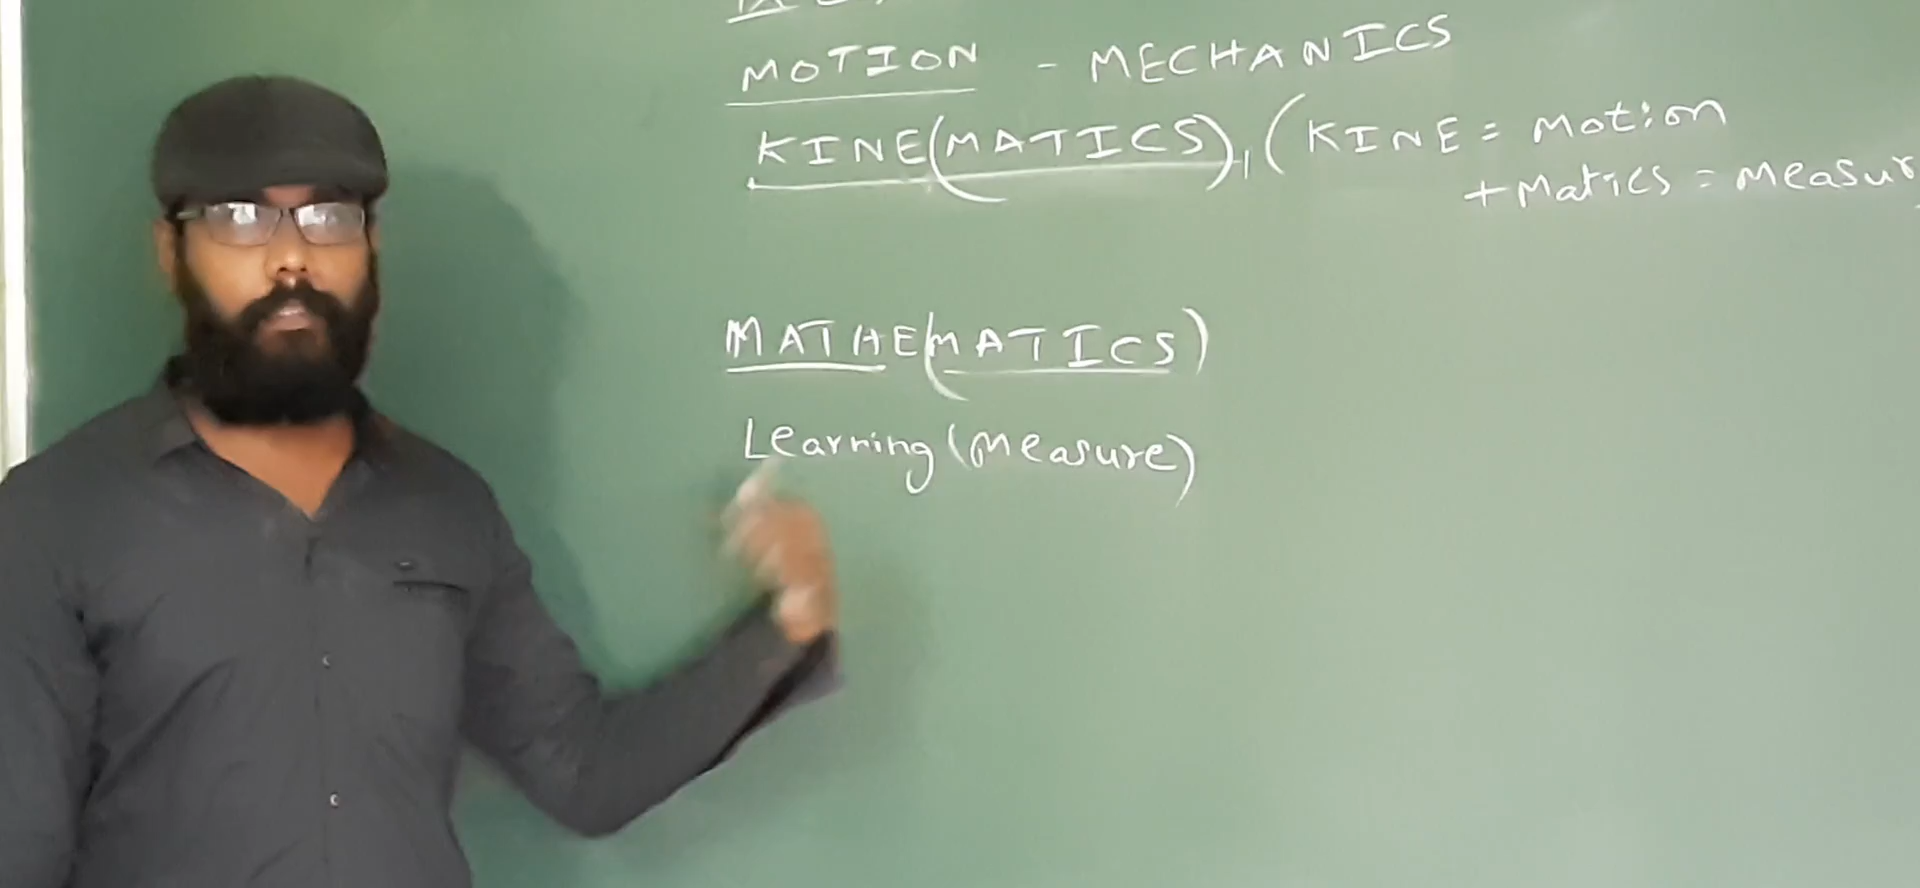 MOTION - MECHANICS
KINE(MATICS), (KINE = Motion
+ Matics = Measur
MATHE(MATICS)
Learning (Measure)